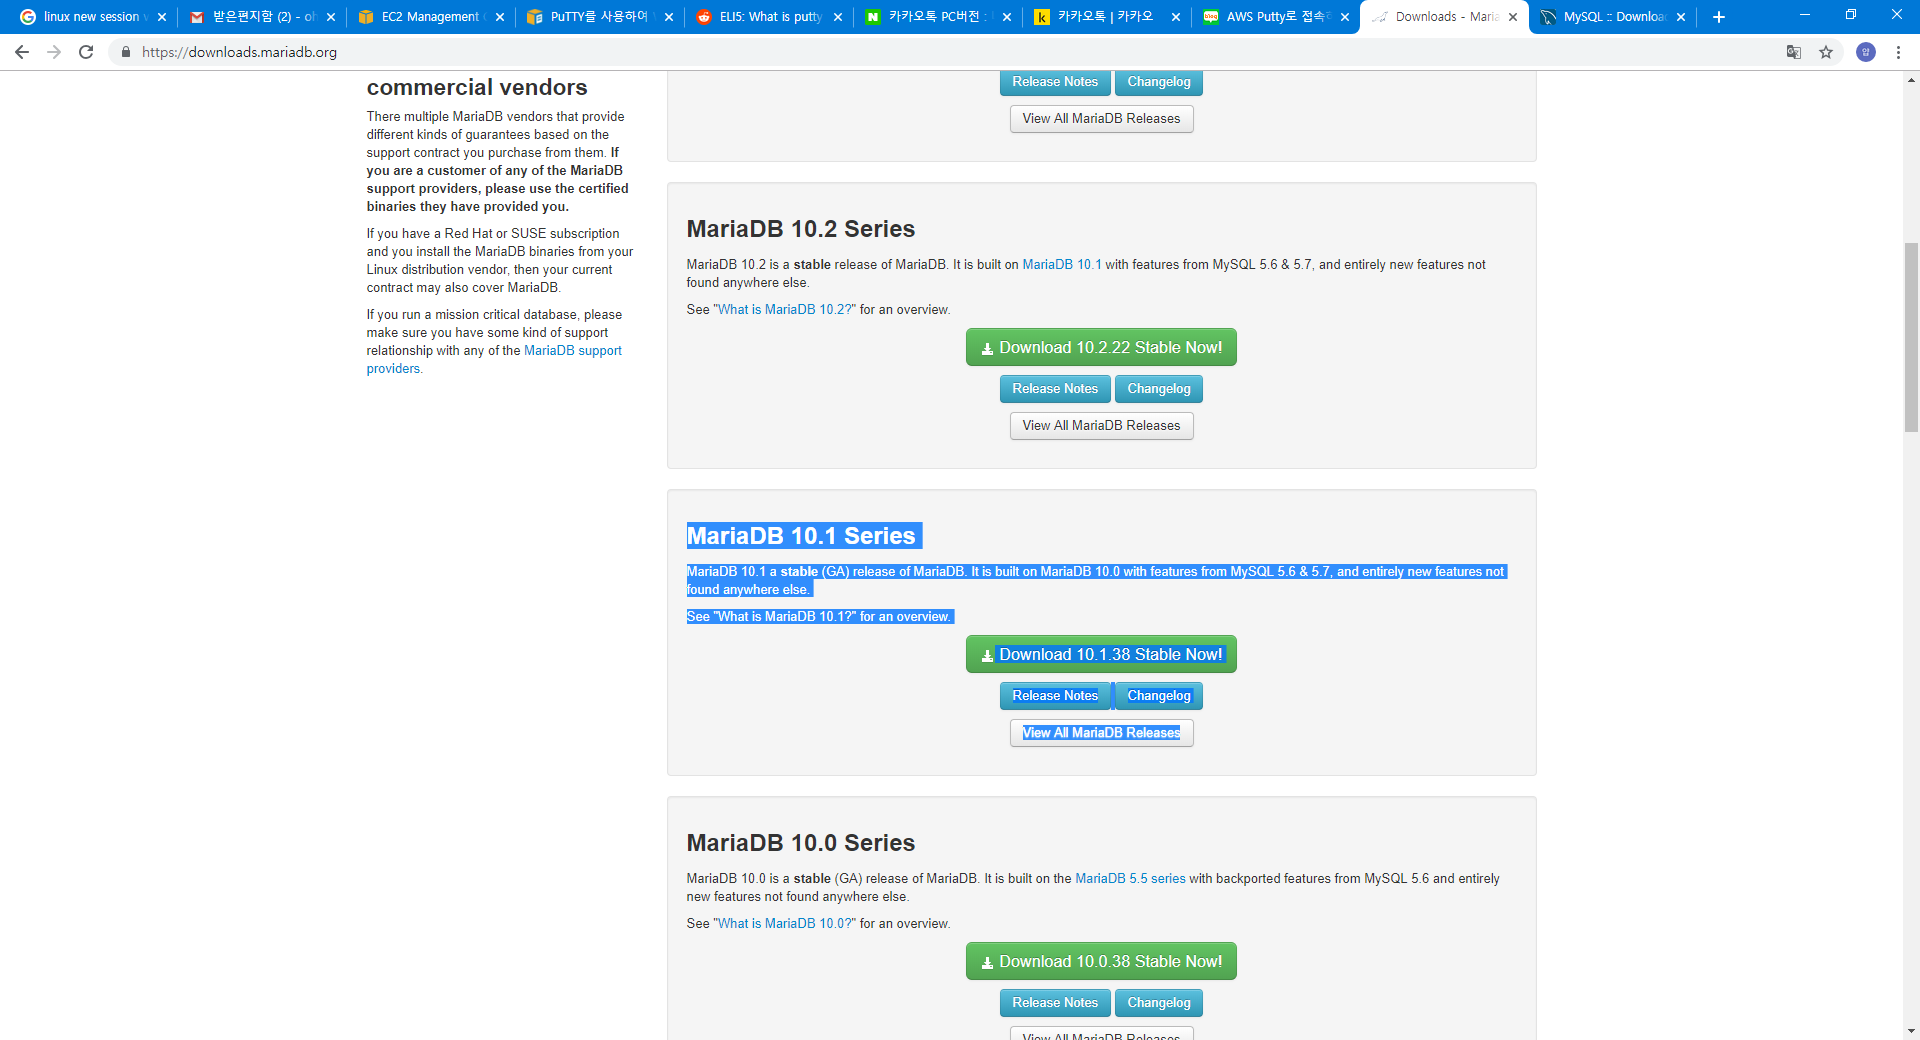 linux new session
받은편지함 (2) - oh
EC2 Management
PuTTY를 사용하여
ELI5: What is putty
카카오톡 PC버전 :
카카오톡 | 카카오
AWS Putty로 접속
Downloads - Maria
MySQL :: Downloa
https://downloads.mariadb.org
commercial vendors
There multiple MariaDB vendors that provide
different kinds of guarantees based on the
support contract you purchase from them. If
you are a customer of any of the MariaDB
support providers, please use the certified
binaries they have provided you.
If you have a Red Hat or SUSE subscription
and you install the MariaDB binaries from your
Linux distribution vendor, then your current
contract may also cover MariaDB.
If you run a mission critical database, please
make sure you have some kind of support
relationship with any of the MariaDB support
providers.
Release Notes Changelog
View All MariaDB Releases
MariaDB 10.2 Series
MariaDB 10.2 is a stable release of MariaDB. It is built on MariaDB 10.1 with features from MySQL 5.6 & 5.7, and entirely new features not
found anywhere else.
See "What is MariaDB 10.2?" for an overview.
Download 10.2.22 Stable Now!
Release Notes Changelog
View All MariaDB Releases
MariaDB 10.1 Series
MariaDB 10.1 a stable (GA) release of MariaDB. It is built on MariaDB 10.0 with features from MySQL 5.6 & 5.7, and entirely new features not
found anywhere else.
See "What is MariaDB 10.1?" for an overview.
Download 10.1.38 Stable Now!
Release Notes Changelog
View All MariaDB Releases
MariaDB 10.0 Series
MariaDB 10.0 is a stable (GA) release of MariaDB. It is built on the MariaDB 5.5 series with backported features from MySQL 5.6 and entirely
new features not found anywhere else.
See "What is MariaDB 10.0?" for an overview.
Download 10.0.38 Stable Now!
Release Notes Changelog
View All MariaDB Releases